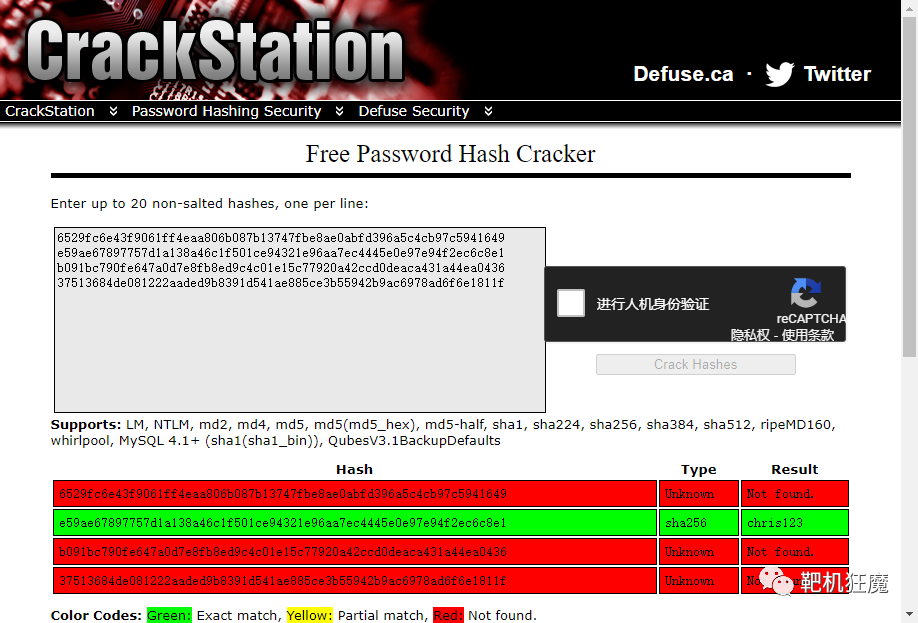 CrackStation
Defuse.ca · Twitter
CrackStation Password Hashing Security Defuse Security
Free Password Hash Cracker
Enter up to 20 non-salted hashes, one per line:
6529fc6e43f9061ff4eaa806b087b13747fbe8ae0abfd396a5c4cb97c5941649
e59ae67897757d1a138a46c1f501ce94321e96aa7ec4445e0e97e94f2ec6c8e1
b091bc790fe647a0d7e8fb8ed9c4c01e15c77920a42ccd0deaca431a44ea0436
37513684de081222aaded9b8391d541ae885ce3b55942b9ac6978ad6f6e1811f
进行人机身份验证
reCAPTCHA
隐私权 - 使用条款
Crack Hashes
Supports: LM, NTLM, md2, md4, md5, md5(md5_hex), md5-half, sha1, sha224, sha256, sha384, sha512, ripeMD160,
whirlpool, MySQL 4.1+ (sha1(sha1_bin)), QubesV3.1BackupDefaults
Hash Type Result
6529fc6e43f9061ff4eaa806b087b13747fbe8ae0abfd396a5c4cb97c5941649 Unknown Not found.
e59ae67897757d1a138a46c1f501ce94321e96aa7ec4445e0e97e94f2ec6c8e1 sha256 chris123
b091bc790fe647a0d7e8fb8ed9c4c01e15c77920a42ccd0deaca431a44ea0436 Unknown Not found.
37513684de081222aaded9b8391d541ae885ce3b55942b9ac6978ad6f6e1811f Unknown
靶机狂魔
Color Codes: Green: Exact match, Yellow: Partial match, Red: Not found.